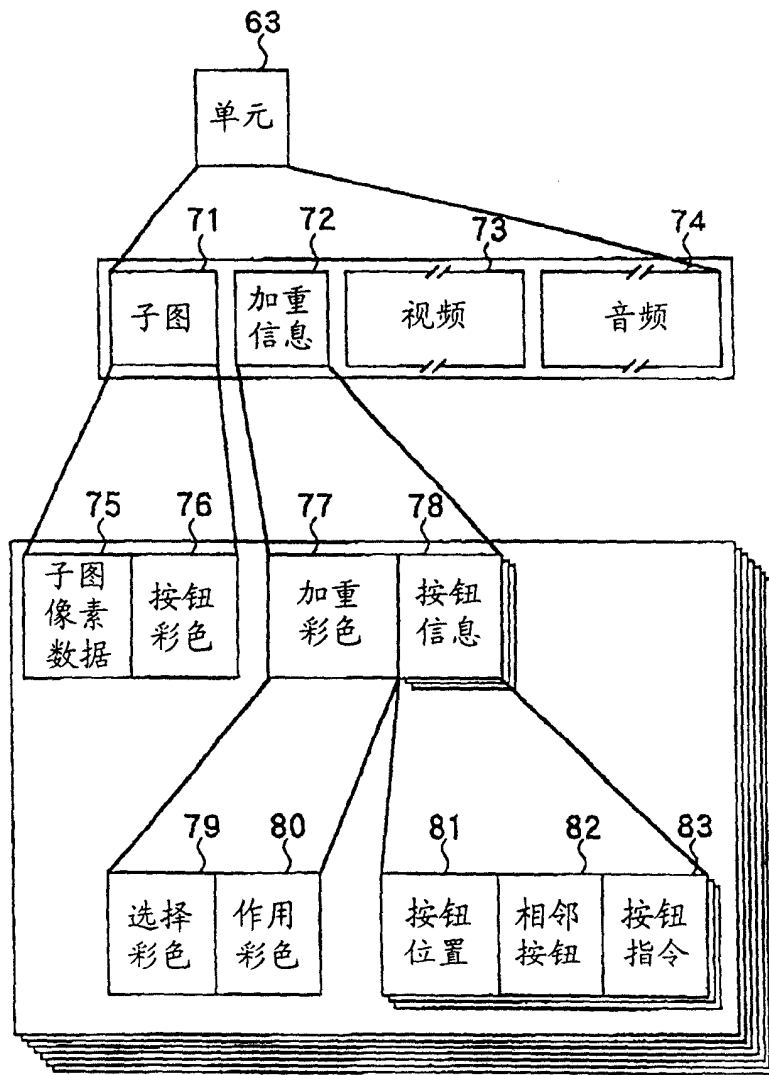 63
单元
71
72
73
74
子图
加重
信息
视频
音频
75
76
77
78
子图
像素
数据
按钮
彩色
加重
彩色
按钮
信息
79
80
81
82
83
选择
彩色
作用
彩色
按钮
位置
相邻
按钮
按钮
指令